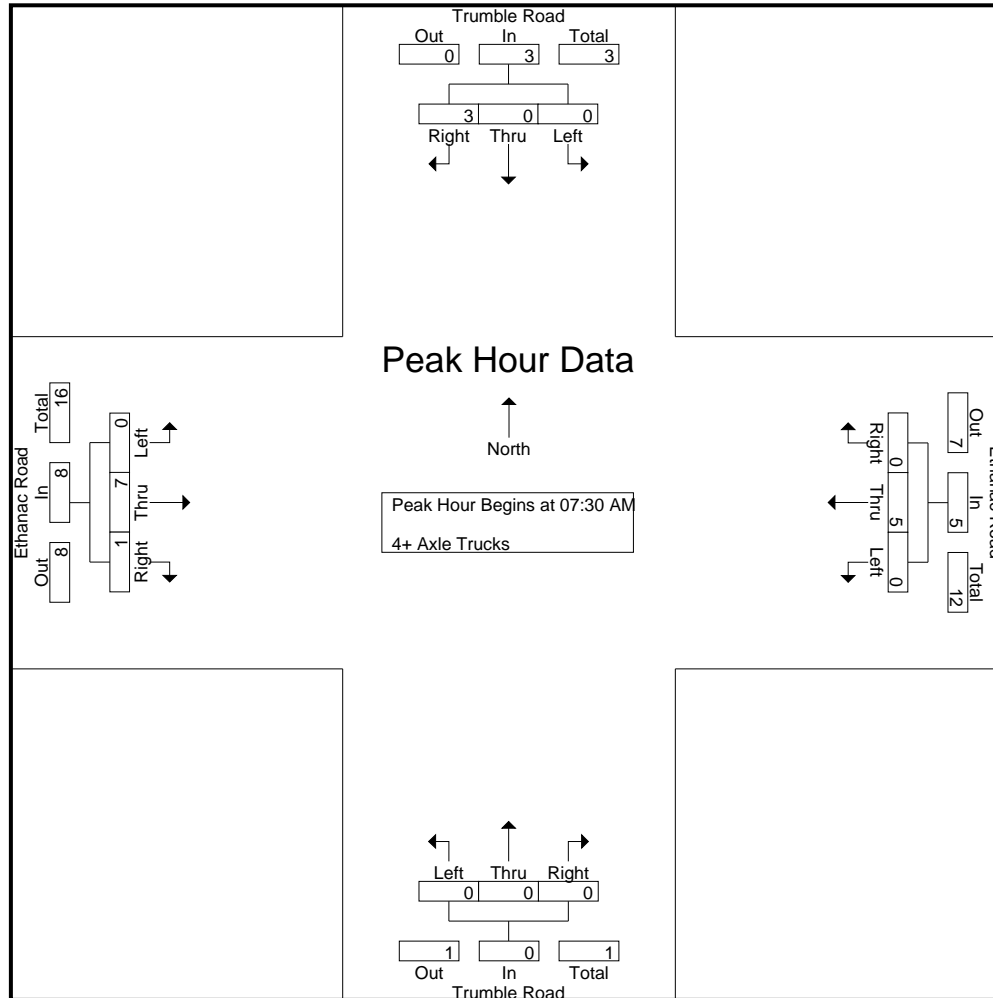 Trumble Road
Out In Total
0 3 3
3 0 0
Right Thru Left
Peak Hour Data
North
Peak Hour Begins at 07:30 AM
4+ Axle Trucks
Ethanac Road
Out In Total
8 8 16
Left Thru Right
0 7 1
Right Thru Left
0 5 0
Out In Total
7 5 12
Ethanac Road
Left Thru Right
0 0 0
1 0 1
Out In Total
Trumble Road